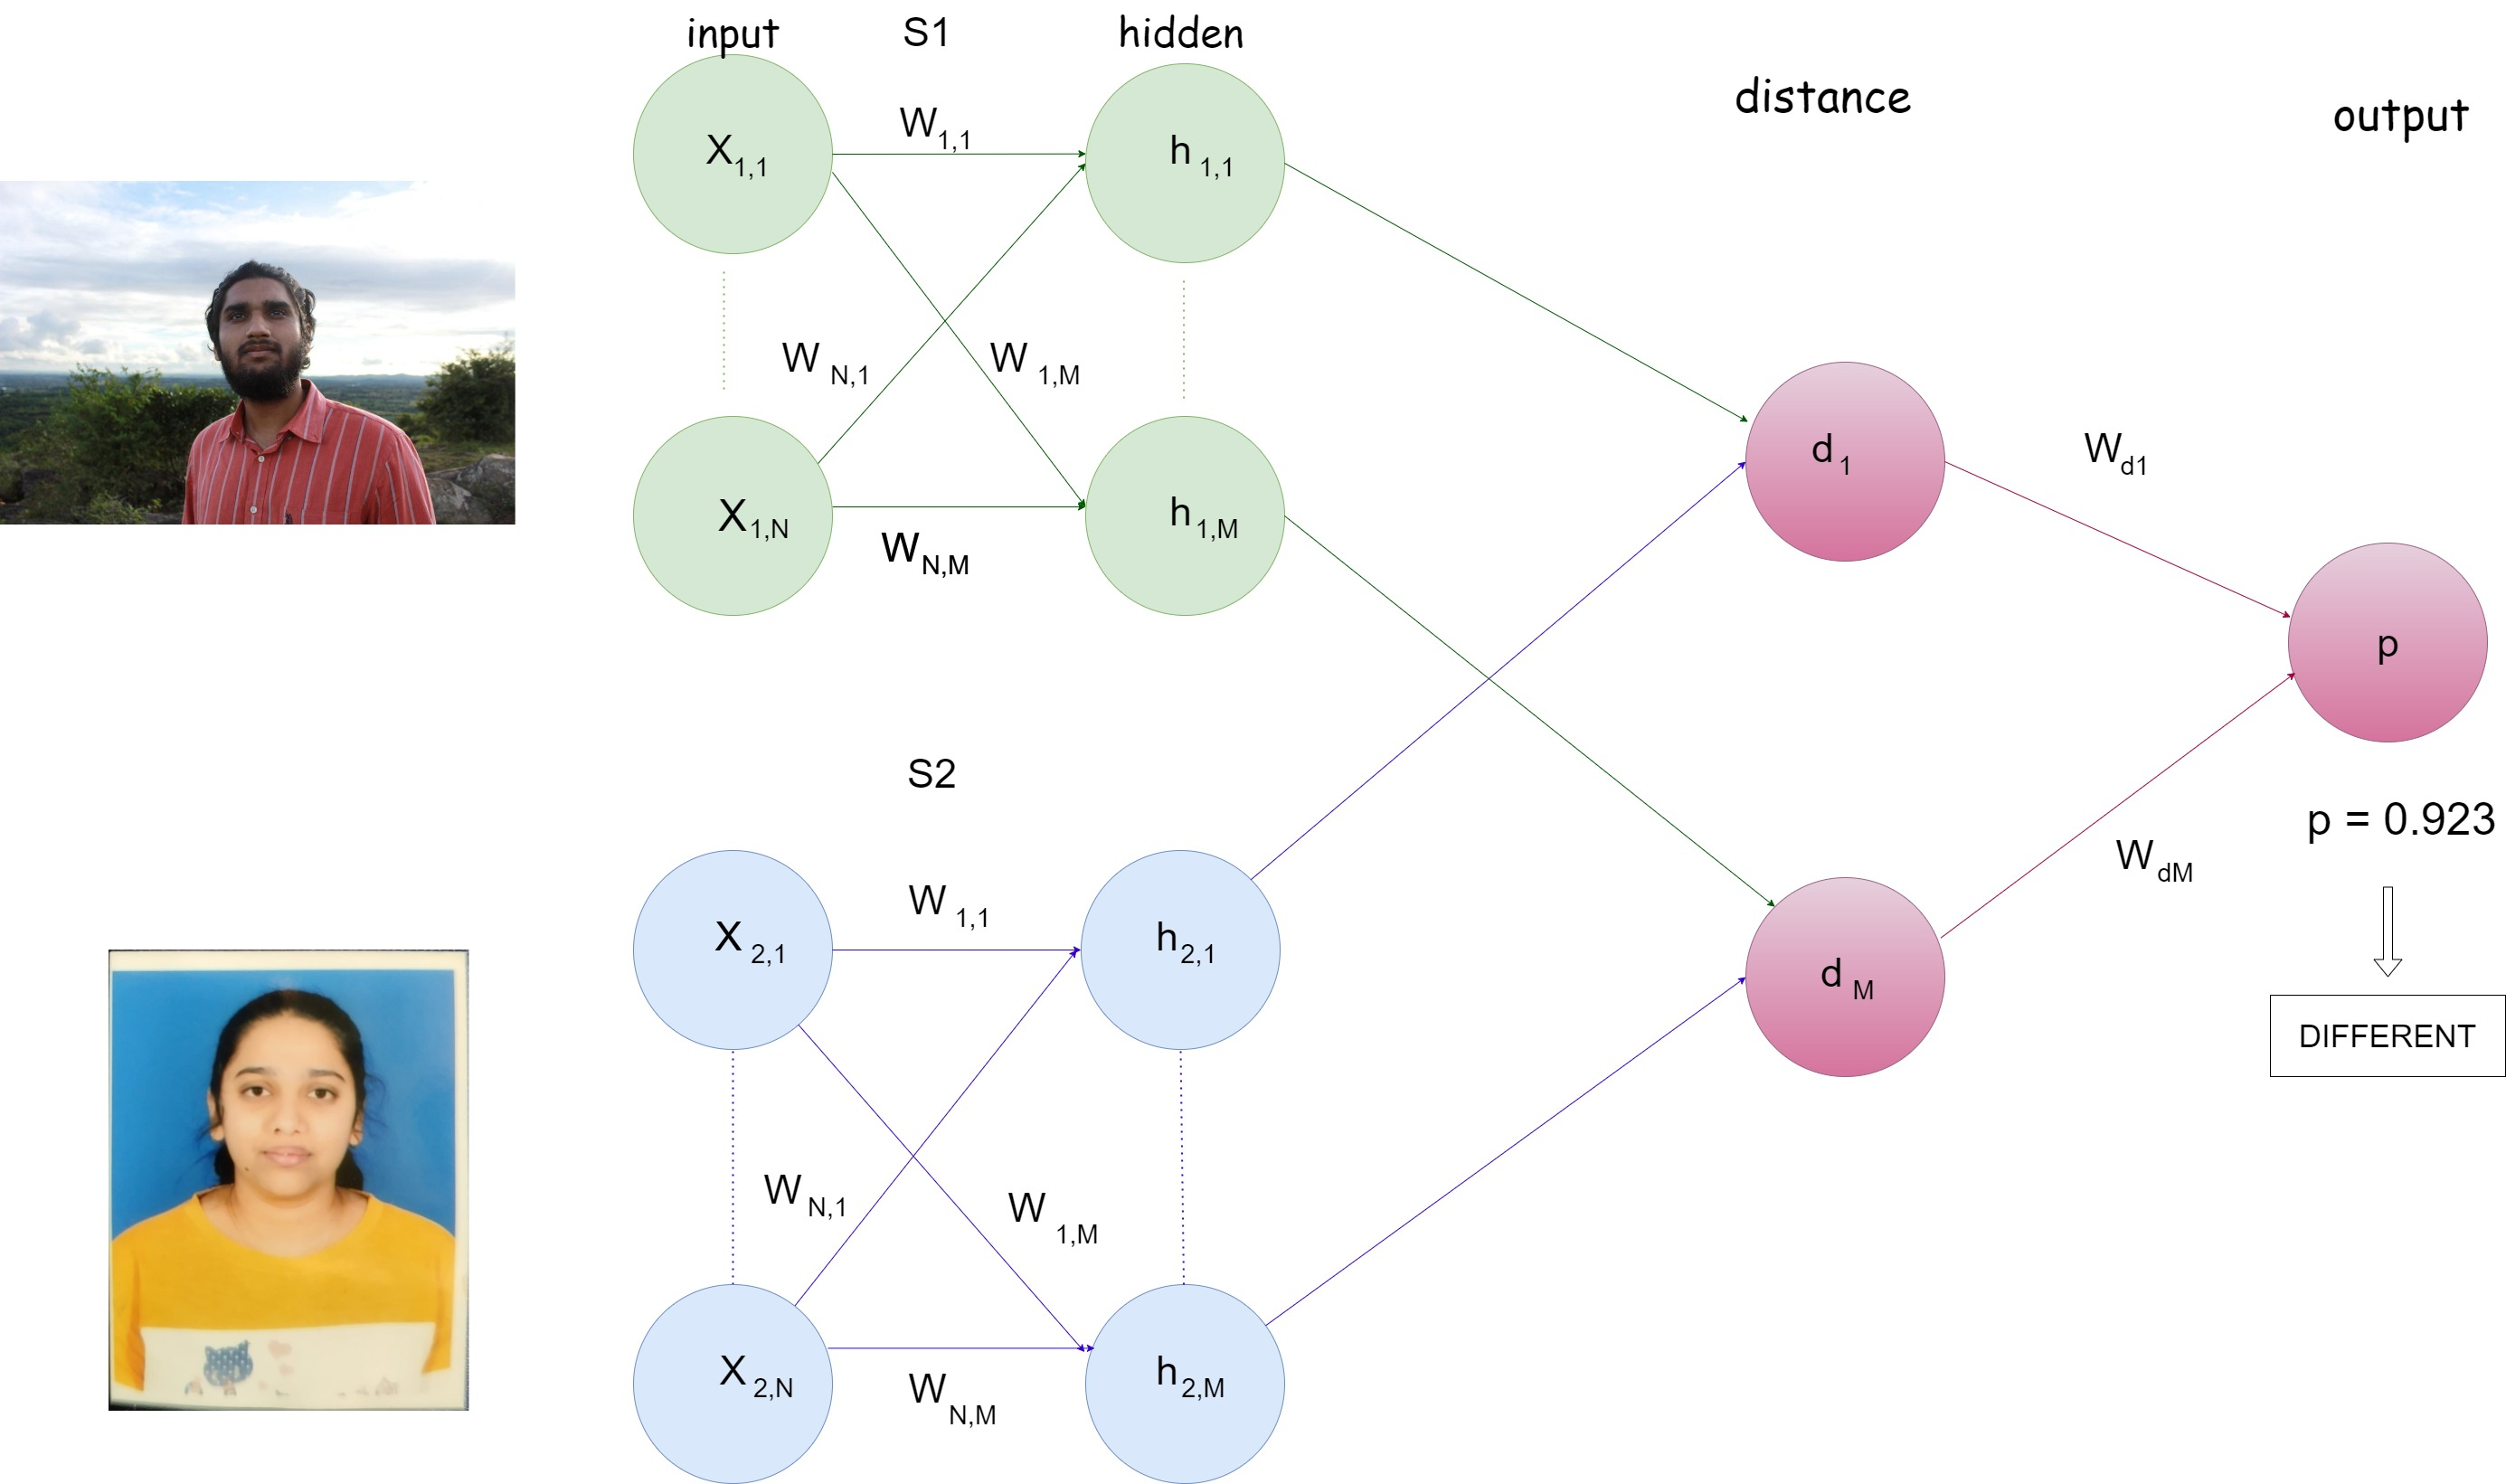 input
S1
hidden
distance
output
X1,1
W1,1
h 1,1
W N,1
W 1,M
X1,N
WN,M
h 1,M
d 1
Wd1
p
S2
p = 0.923
WdM
X 2,1
W 1,1
h2,1
d M
DIFFERENT
W N,1
W 1,M
X 2,N
W N,M
h2,M